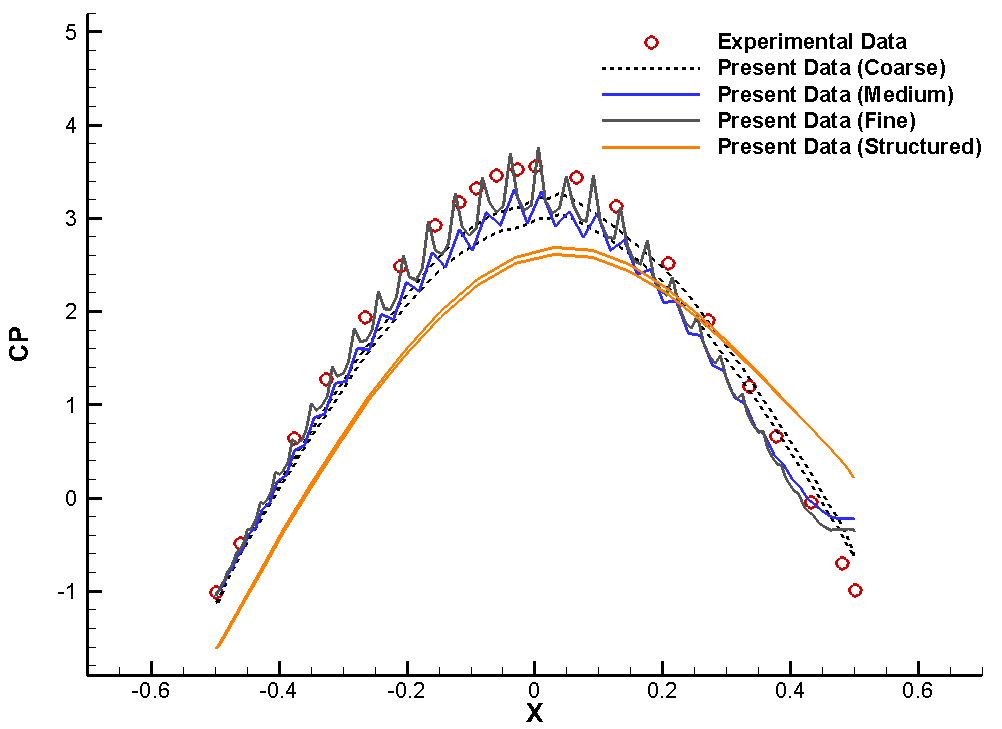 5
4
3
2
1
0
-1
CP
Experimental Data
Present Data (Coarse)
Present Data (Medium)
Present Data (Fine)
Present Data (Structured)
-0.6 -0.4 -0.2 0 0.2 0.4 0.6
X